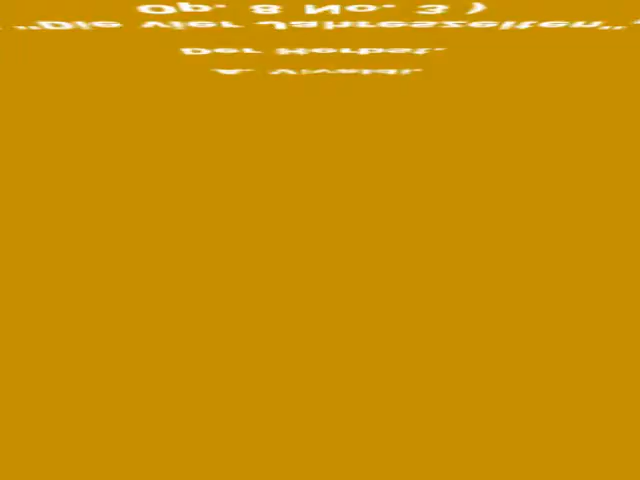 A. Vivaldi.
Der Herbst.
"Die vier Jahreszeiten",
Op. 8 No. 3 )